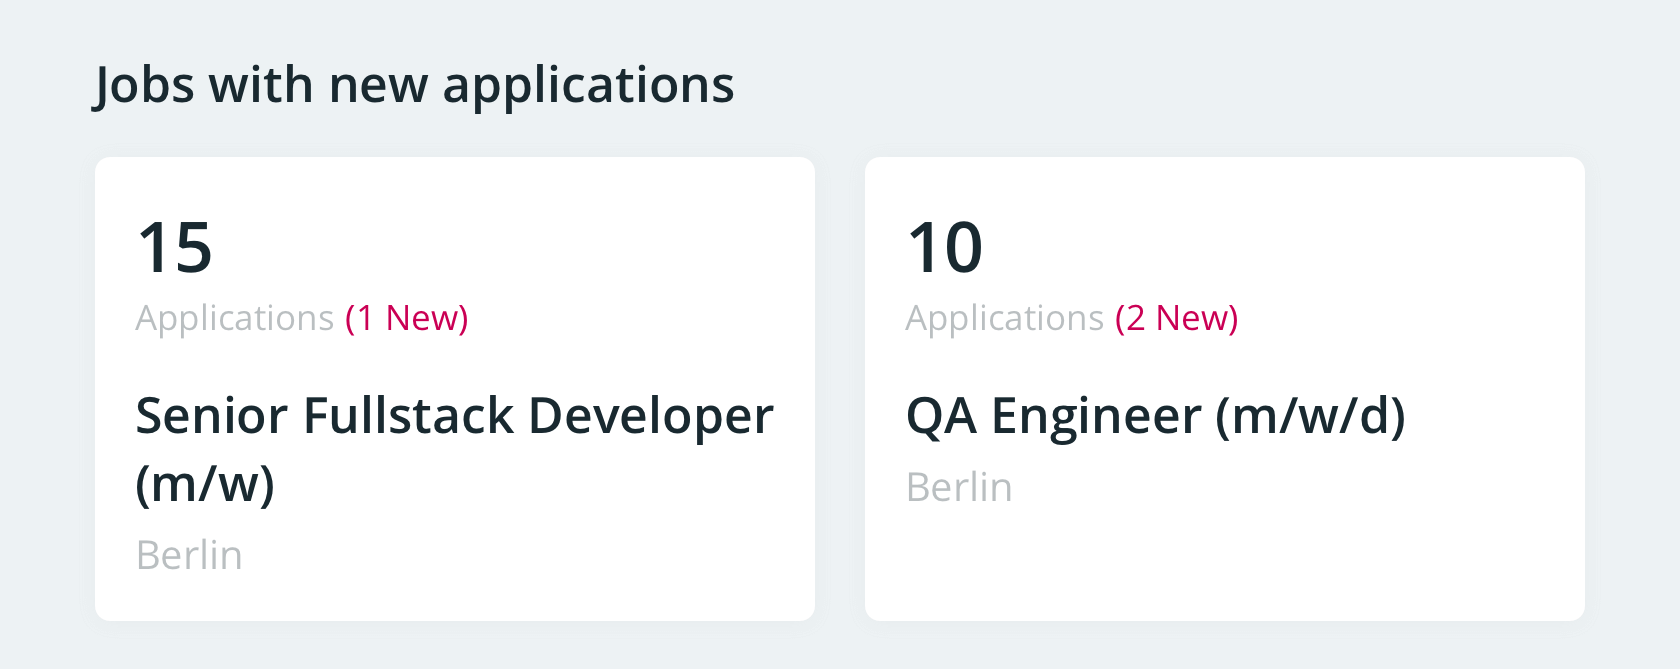 Jobs with new applications
15
Applications (1 New)
Senior Fullstack Developer
(m/w)
Berlin
10
Applications (2 New)
QA Engineer (m/w/d)
Berlin